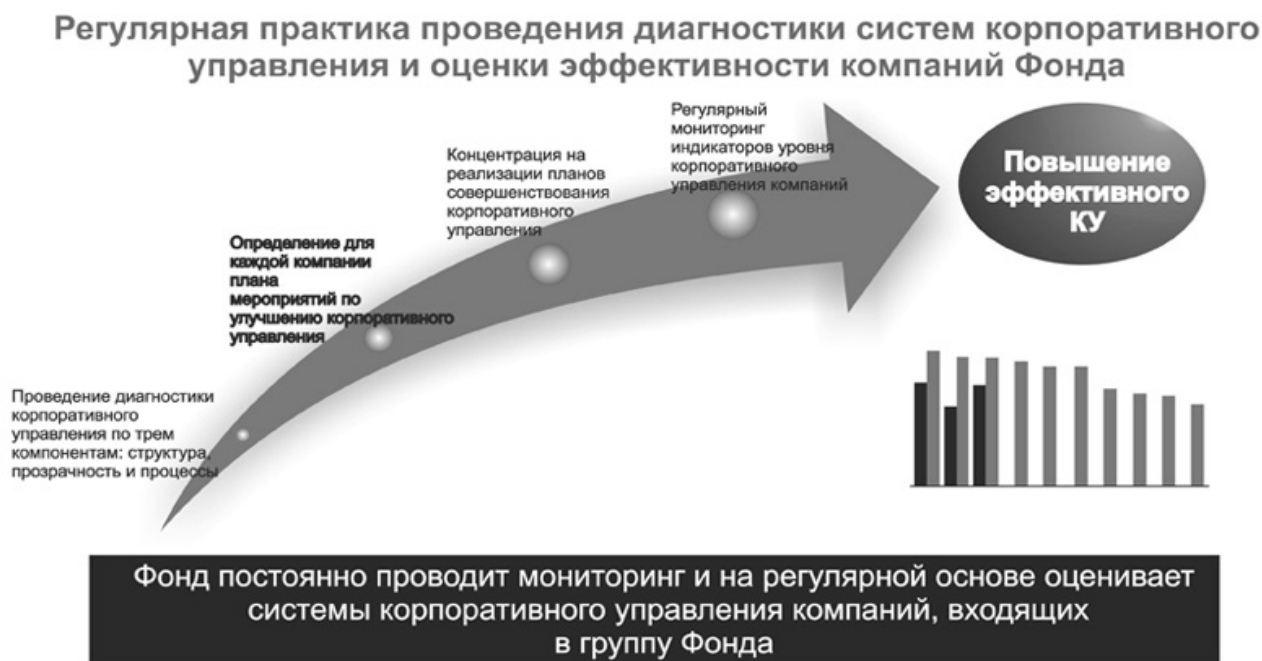 Регулярная практика проведения диагностики систем корпоративного
управления и оценки эффективности компаний Фонда
Проведение диагностики
корпоративного
управления по трем
компонентам: структура,
прозрачность и процессы
Определение для
каждой компании
плана
мероприятий по
улучшению корпоративного
управления
Концентрация на
реализации планов
совершенствования
корпоративного
управления
Регулярный
мониторинг
индикаторов уровня
корпоративного
управления компаний
Повышение
эффективного
КУ
Фонд постоянно проводит мониторинг и на регулярной основе оценивает
системы корпоративного управления компаний, входящих
в группу Фонда